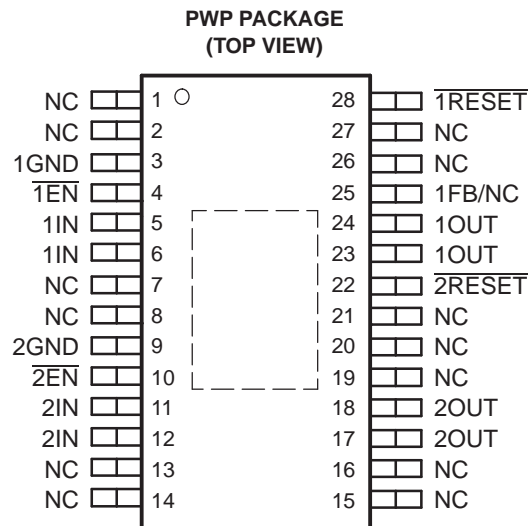 PWP PACKAGE
(TOP VIEW)
NC 1 28 1RESET
NC 2 27 NC
1GND 3 26 NC
1EN 4 25 1FB/NC
1IN 5 24 1OUT
1IN 6 23 1OUT
NC 7 22 2RESET
NC 8 21 NC
2GND 9 20 NC
2EN 10 19 NC
2IN 11 18 2OUT
2IN 12 17 2OUT
NC 13 16 NC
NC 14 15 NC